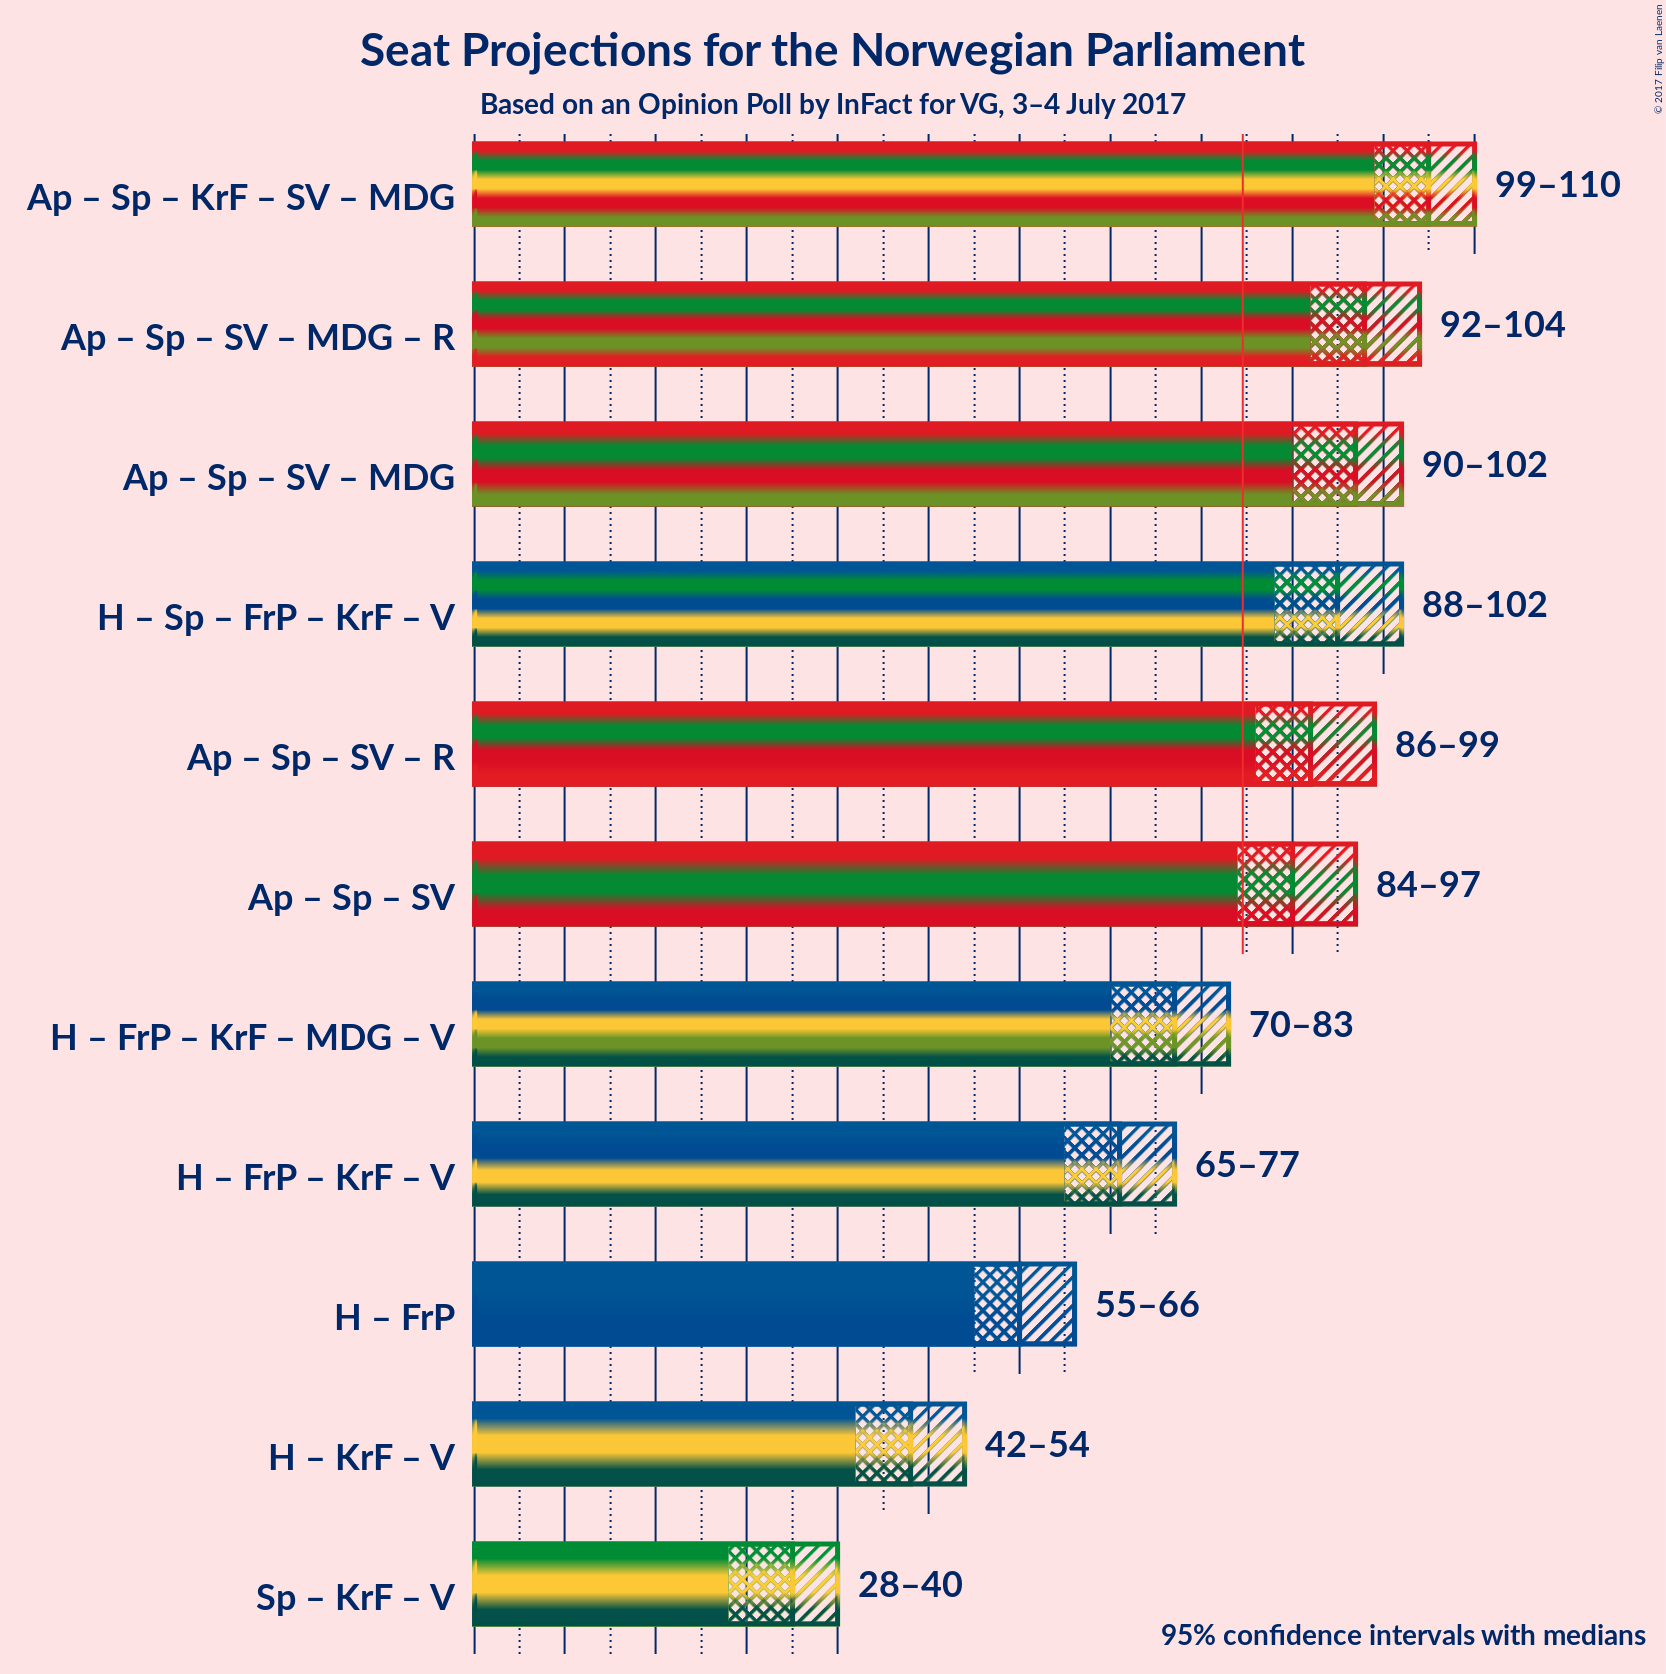 Seat Projections for the Norwegian Parliament
Based on an Opinion Poll by InFact for VG, 3–4 July 2017
© 2017 Filip van Laenen
Ap – Sp – KrF – SV – MDG 99–110
Ap – Sp – SV – MDG – R 92–104
Ap – Sp – SV – MDG 90–102
H – Sp – FrP – KrF – V 88–102
Ap – Sp – SV – R 86–99
Ap – Sp – SV 84–97
H – FrP – KrF – MDG – V 70–83
H – FrP – KrF – V 65–77
H – FrP 55–66
H – KrF – V 42–54
Sp – KrF – V 28–40
95% confidence intervals with medians